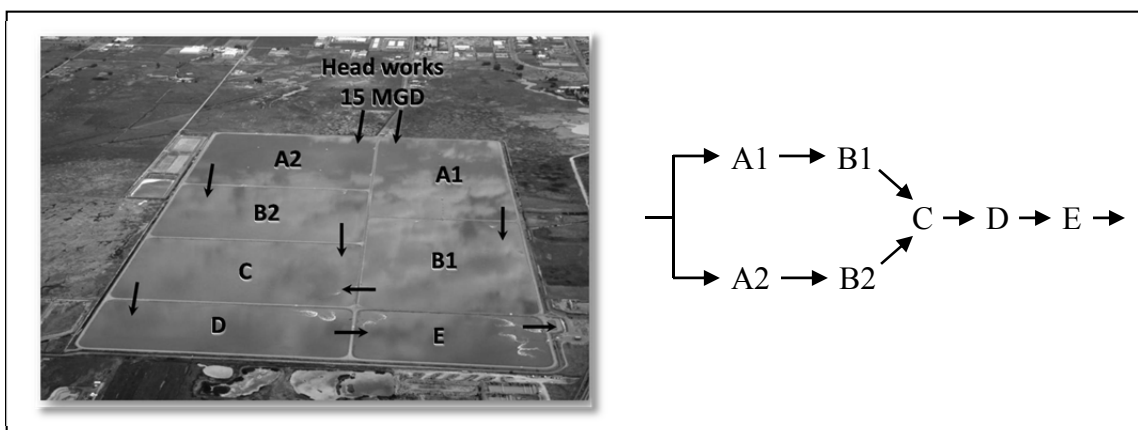 Head works
15 MGD
A2
A1
B2
B1
C
D
E
A1 B1
C D E
A2 B2